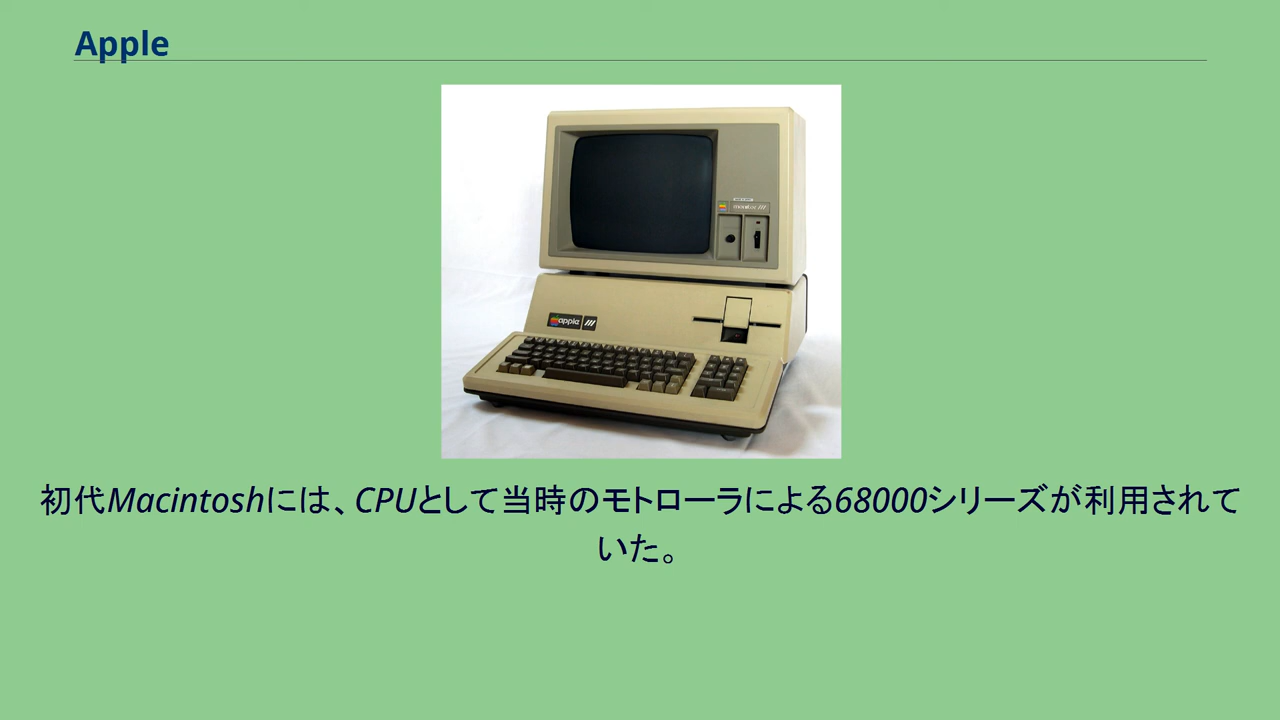 Apple
monitor ///
apple ///
初代Macintoshには、CPUとして当時のモトローラによる68000シリーズが利用されて
いた。